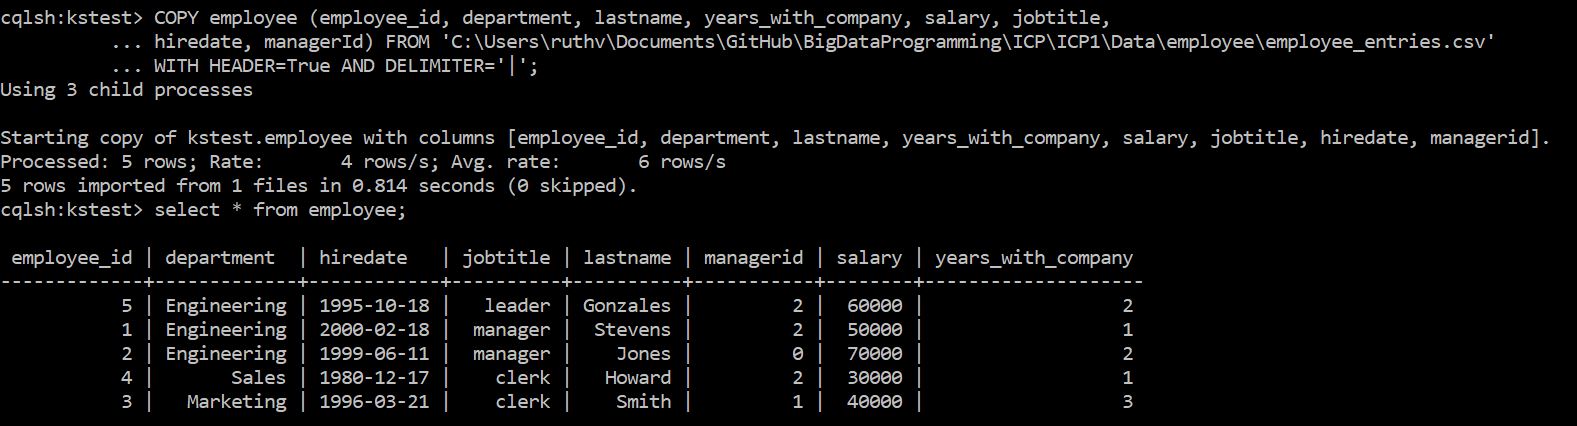 cqlsh:kstest> COPY employee (employee_id, department, lastname, years_with_company, salary, jobtitle,
         ... hiredate, managerId) FROM 'C:\Users\ruthv\Documents\GitHub\BigDataProgramming\ICP\ICP1\Data\employee\employee_entries.csv'
         ... WITH HEADER=True AND DELIMITER='|';
Using 3 child processes

Starting copy of kstest.employee with columns [employee_id, department, lastname, years_with_company, salary, jobtitle, hiredate, managerid].
Processed: 5 rows; Rate:       4 rows/s; Avg. rate:       6 rows/s
5 rows imported from 1 files in 0.814 seconds (0 skipped).
cqlsh:kstest> select * from employee;

 employee_id | department  | hiredate   | jobtitle | lastname | managerid | salary | years_with_company
-------------+-------------+------------+----------+----------+-----------+--------+--------------------
           5 | Engineering | 1995-10-18 |   leader | Gonzales |         2 |  60000 |                  2
           1 | Engineering | 2000-02-18 |  manager |  Stevens |         2 |  50000 |                  1
           2 | Engineering | 1999-06-11 |  manager |    Jones |         0 |  70000 |                  2
           4 |       Sales | 1980-12-17 |    clerk |   Howard |         2 |  30000 |                  1
           3 |   Marketing | 1996-03-21 |    clerk |    Smith |         1 |  40000 |                  3